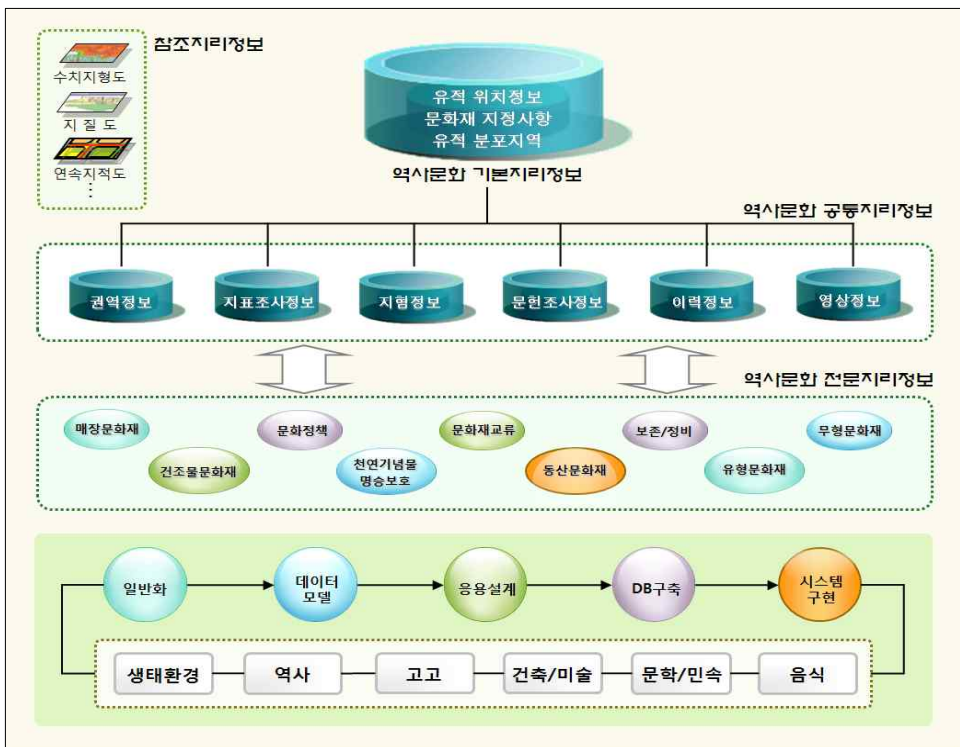 참조지리정보
수치지형도
지 질 도
연속지적도
⋮
유적 위치정보
문화재 지정사항
유적 분포지역
역사문화 기본지리정보
역사문화 공통지리정보
권역정보
지표조사정보
지험정보
문헌조사정보
이력정보
영상정보
역사문화 전문지리정보
매장문화재
문화정책
문화재교류
보존/정비
무형문화재
건조물문화재
천연기념물
명승보호
동산문화재
유형문화재
일반화
데이터
모델
응용설계
DB구축
시스템
구현
생태환경
역사
고고
건축/미술
문학/민속
음식